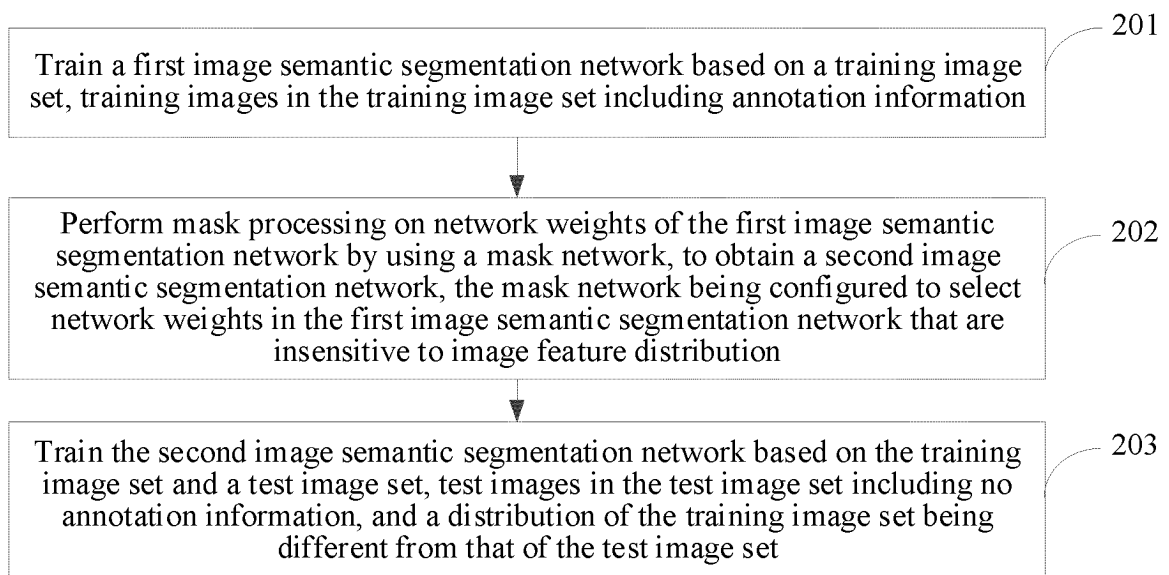 201
Train a first image semantic segmentation network based on a training image
set, training images in the training image set including annotation information
202
Perform mask processing on network weights of the first image semantic
segmentation network by using a mask network, to obtain a second image
semantic segmentation network, the mask network being configured to select
network weights in the first image semantic segmentation network that are
insensitive to image feature distribution
203
Train the second image semantic segmentation network based on the training
image set and a test image set, test images in the test image set including no
annotation information, and a distribution of the training image set being
different from that of the test image set